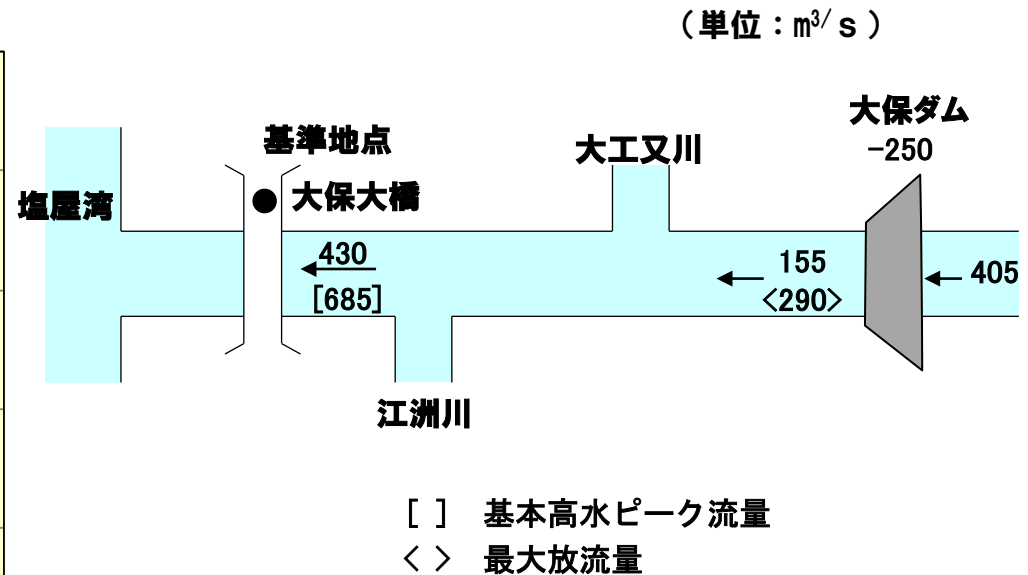 （単位：m³/ｓ）
大保ダム
−250
基準地点
大工又川
塩屋湾
大保大橋
430
[685]
155
〈290〉
405
江洲川
[ ] 基本高水ピーク流量
〈 〉 最大放流量